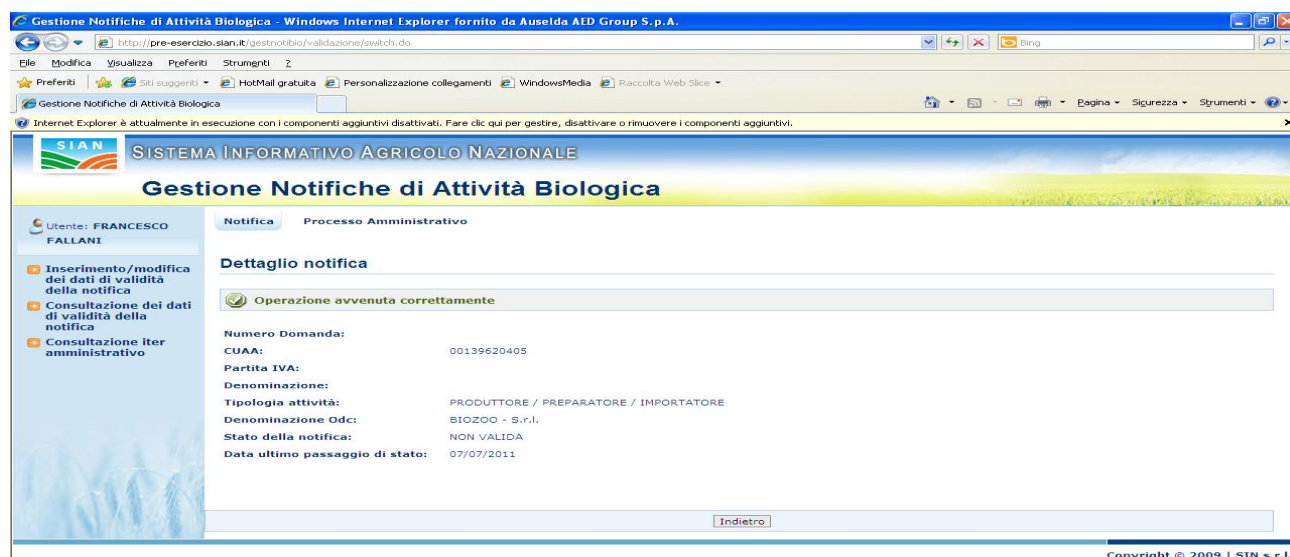 Gestione Notifiche di Attività Biologica - Windows Internet Explorer fornito da Auselda AED Group S.p.A.
http://pre-esercizio.sian.it/gestnotibio/validazione/switch.do
Bing
File Modifica Visualizza Preferiti Strumenti ?
Preferiti Siti suggeriti HotMail gratuita Personalizzazione collegamenti WindowsMedia Raccolta Web Slice
Gestione Notifiche di Attività Biologica
Pagina Sicurezza Strumenti
Internet Explorer è attualmente in esecuzione con i componenti aggiuntivi disattivati. Fare clic qui per gestire, disattivare o rimuovere i componenti aggiuntivi.
SIAN
SISTEMA INFORMATIVO AGRICOLO NAZIONALE
Gestione Notifiche di Attività Biologica
Utente: FRANCESCO
FALLANI
Inserimento/modifica
dei dati di validità
della notifica
Consultazione dei dati
di validità della
notifica
Consultazione iter
amministrativo
Notifica Processo Amministrativo
Dettaglio notifica
Operazione avvenuta correttamente
Numero Domanda:
CUAA: 00139620405
Partita IVA:
Denominazione:
Tipologia attività: PRODUTTORE / PREPARATORE / IMPORTATORE
Denominazione Odc: BIOZOO - S.r.l.
Stato della notifica: NON VALIDA
Data ultimo passaggio di stato: 07/07/2011
Indietro
Copyright © 2009 | SIN s.r.l.